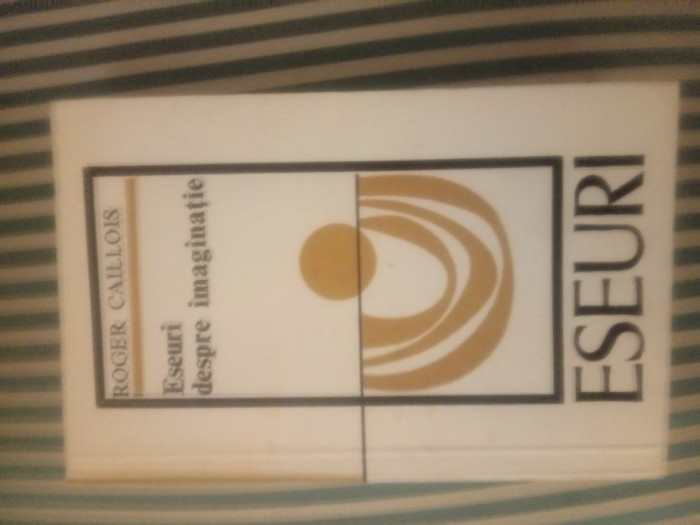 ROGER CAILLOIS
Eseuri
despre imaginație
ESEURI